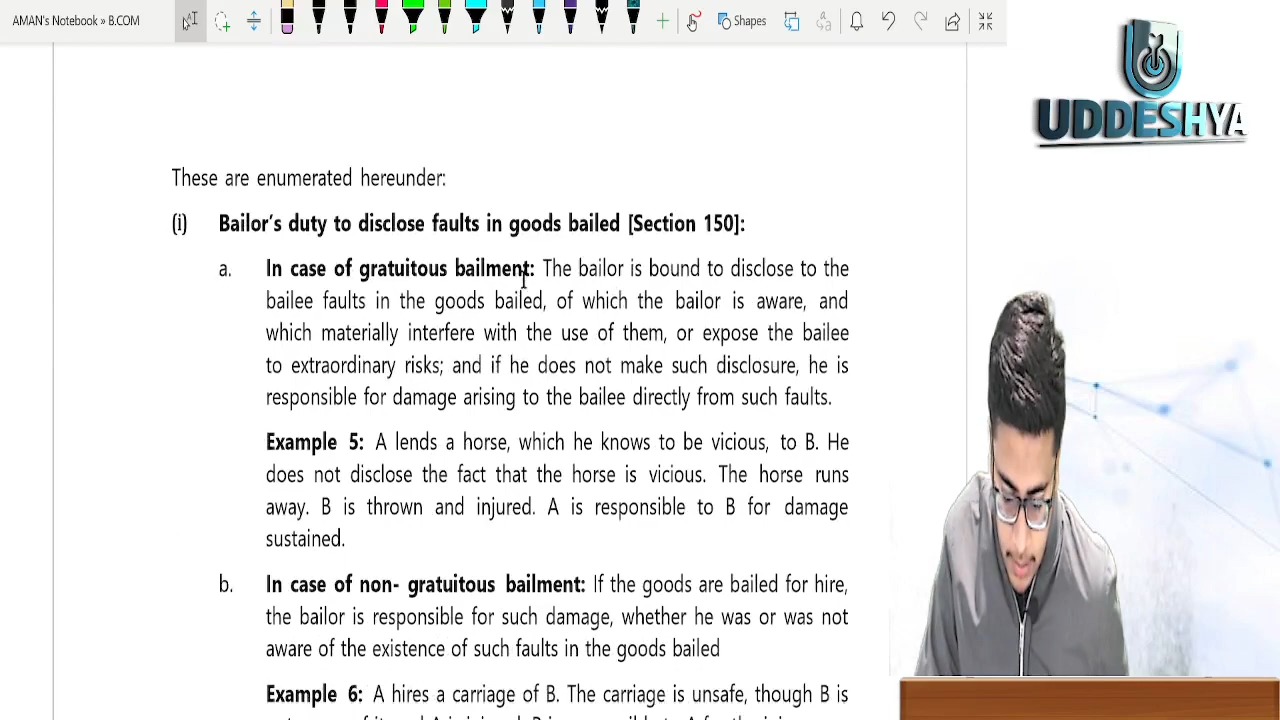 AMAN's Notebook » B.COM
Shapes
UDDESHYA
These are enumerated hereunder:
(i) Bailor's duty to disclose faults in goods bailed [Section 150]:
a. In case of gratuitous bailment: The bailor is bound to disclose to the
bailee faults in the goods bailed, of which the bailor is aware, and
which materially interfere with the use of them, or expose the bailee
to extraordinary risks; and if he does not make such disclosure, he is
responsible for damage arising to the bailee directly from such faults.
Example 5: A lends a horse, which he knows to be vicious, to B. He
does not disclose the fact that the horse is vicious. The horse runs
away. B is thrown and injured. A is responsible to B for damage
sustained.
b. In case of non- gratuitous bailment: If the goods are bailed for hire,
the bailor is responsible for such damage, whether he was or was not
aware of the existence of such faults in the goods bailed
Example 6: A hires a carriage of B. The carriage is unsafe, though B is